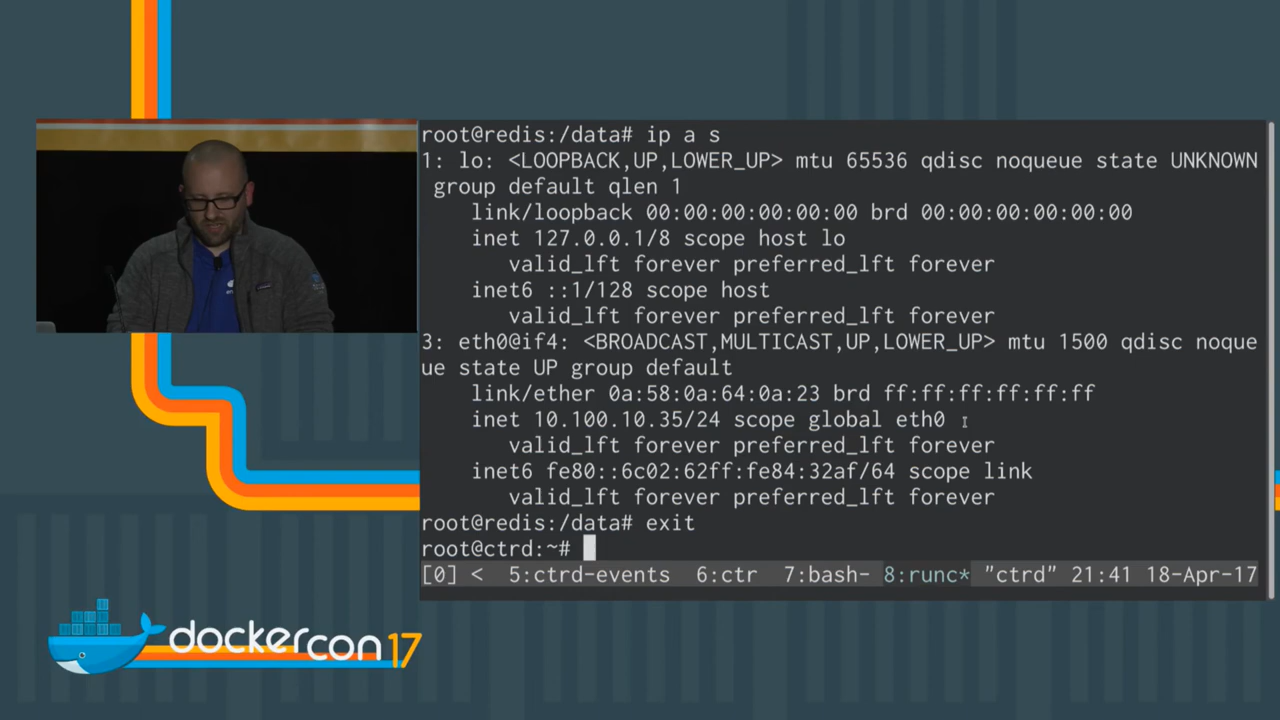 root@redis:/data# ip a s
1: lo: <LOOPBACK,UP,LOWER_UP> mtu 65536 qdisc noqueue state UNKNOWN
group default qlen 1
link/loopback 00:00:00:00:00:00 brd 00:00:00:00:00:00
inet 127.0.0.1/8 scope host lo
valid_lft forever preferred_lft forever
inet6 ::1/128 scope host
valid_lft forever preferred_lft forever
3: eth0@if4: <BROADCAST,MULTICAST,UP,LOWER_UP> mtu 1500 qdisc noque
ue state UP group default
link/ether 0a:58:0a:64:0a:23 brd ff:ff:ff:ff:ff:ff
inet 10.100.10.35/24 scope global eth0
valid_lft forever preferred_lft forever
inet6 fe80::6c02:62ff:fe84:32af/64 scope link
valid_lft forever preferred_lft forever
root@redis:/data# exit
root@ctrd:~#
[0] < 5:ctrd-events 6:ctr 7:bash- 8:runc* "ctrd" 21:41 18-Apr-17
dockercon 17